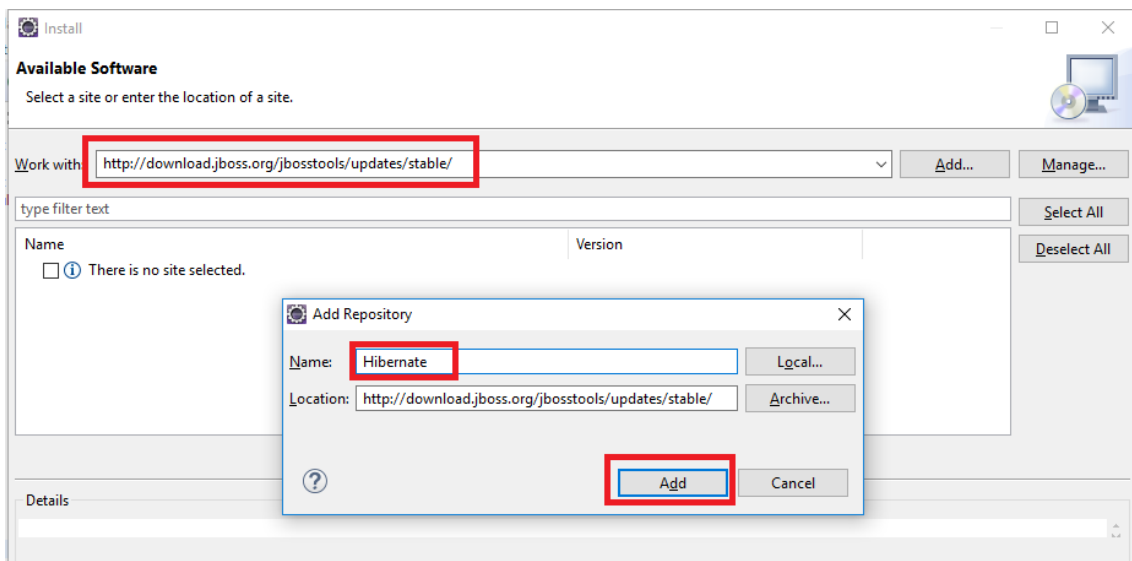 Install
Available Software
Select a site or enter the location of a site.
Work with: http://download.jboss.org/jbosstools/updates/stable/ Add... Manage...
type filter text Select All
Name Version Deselect All
There is no site selected.
Add Repository
Name: Hibernate Local...
Location: http://download.jboss.org/jbosstools/updates/stable/ Archive...
? Add Cancel
Details